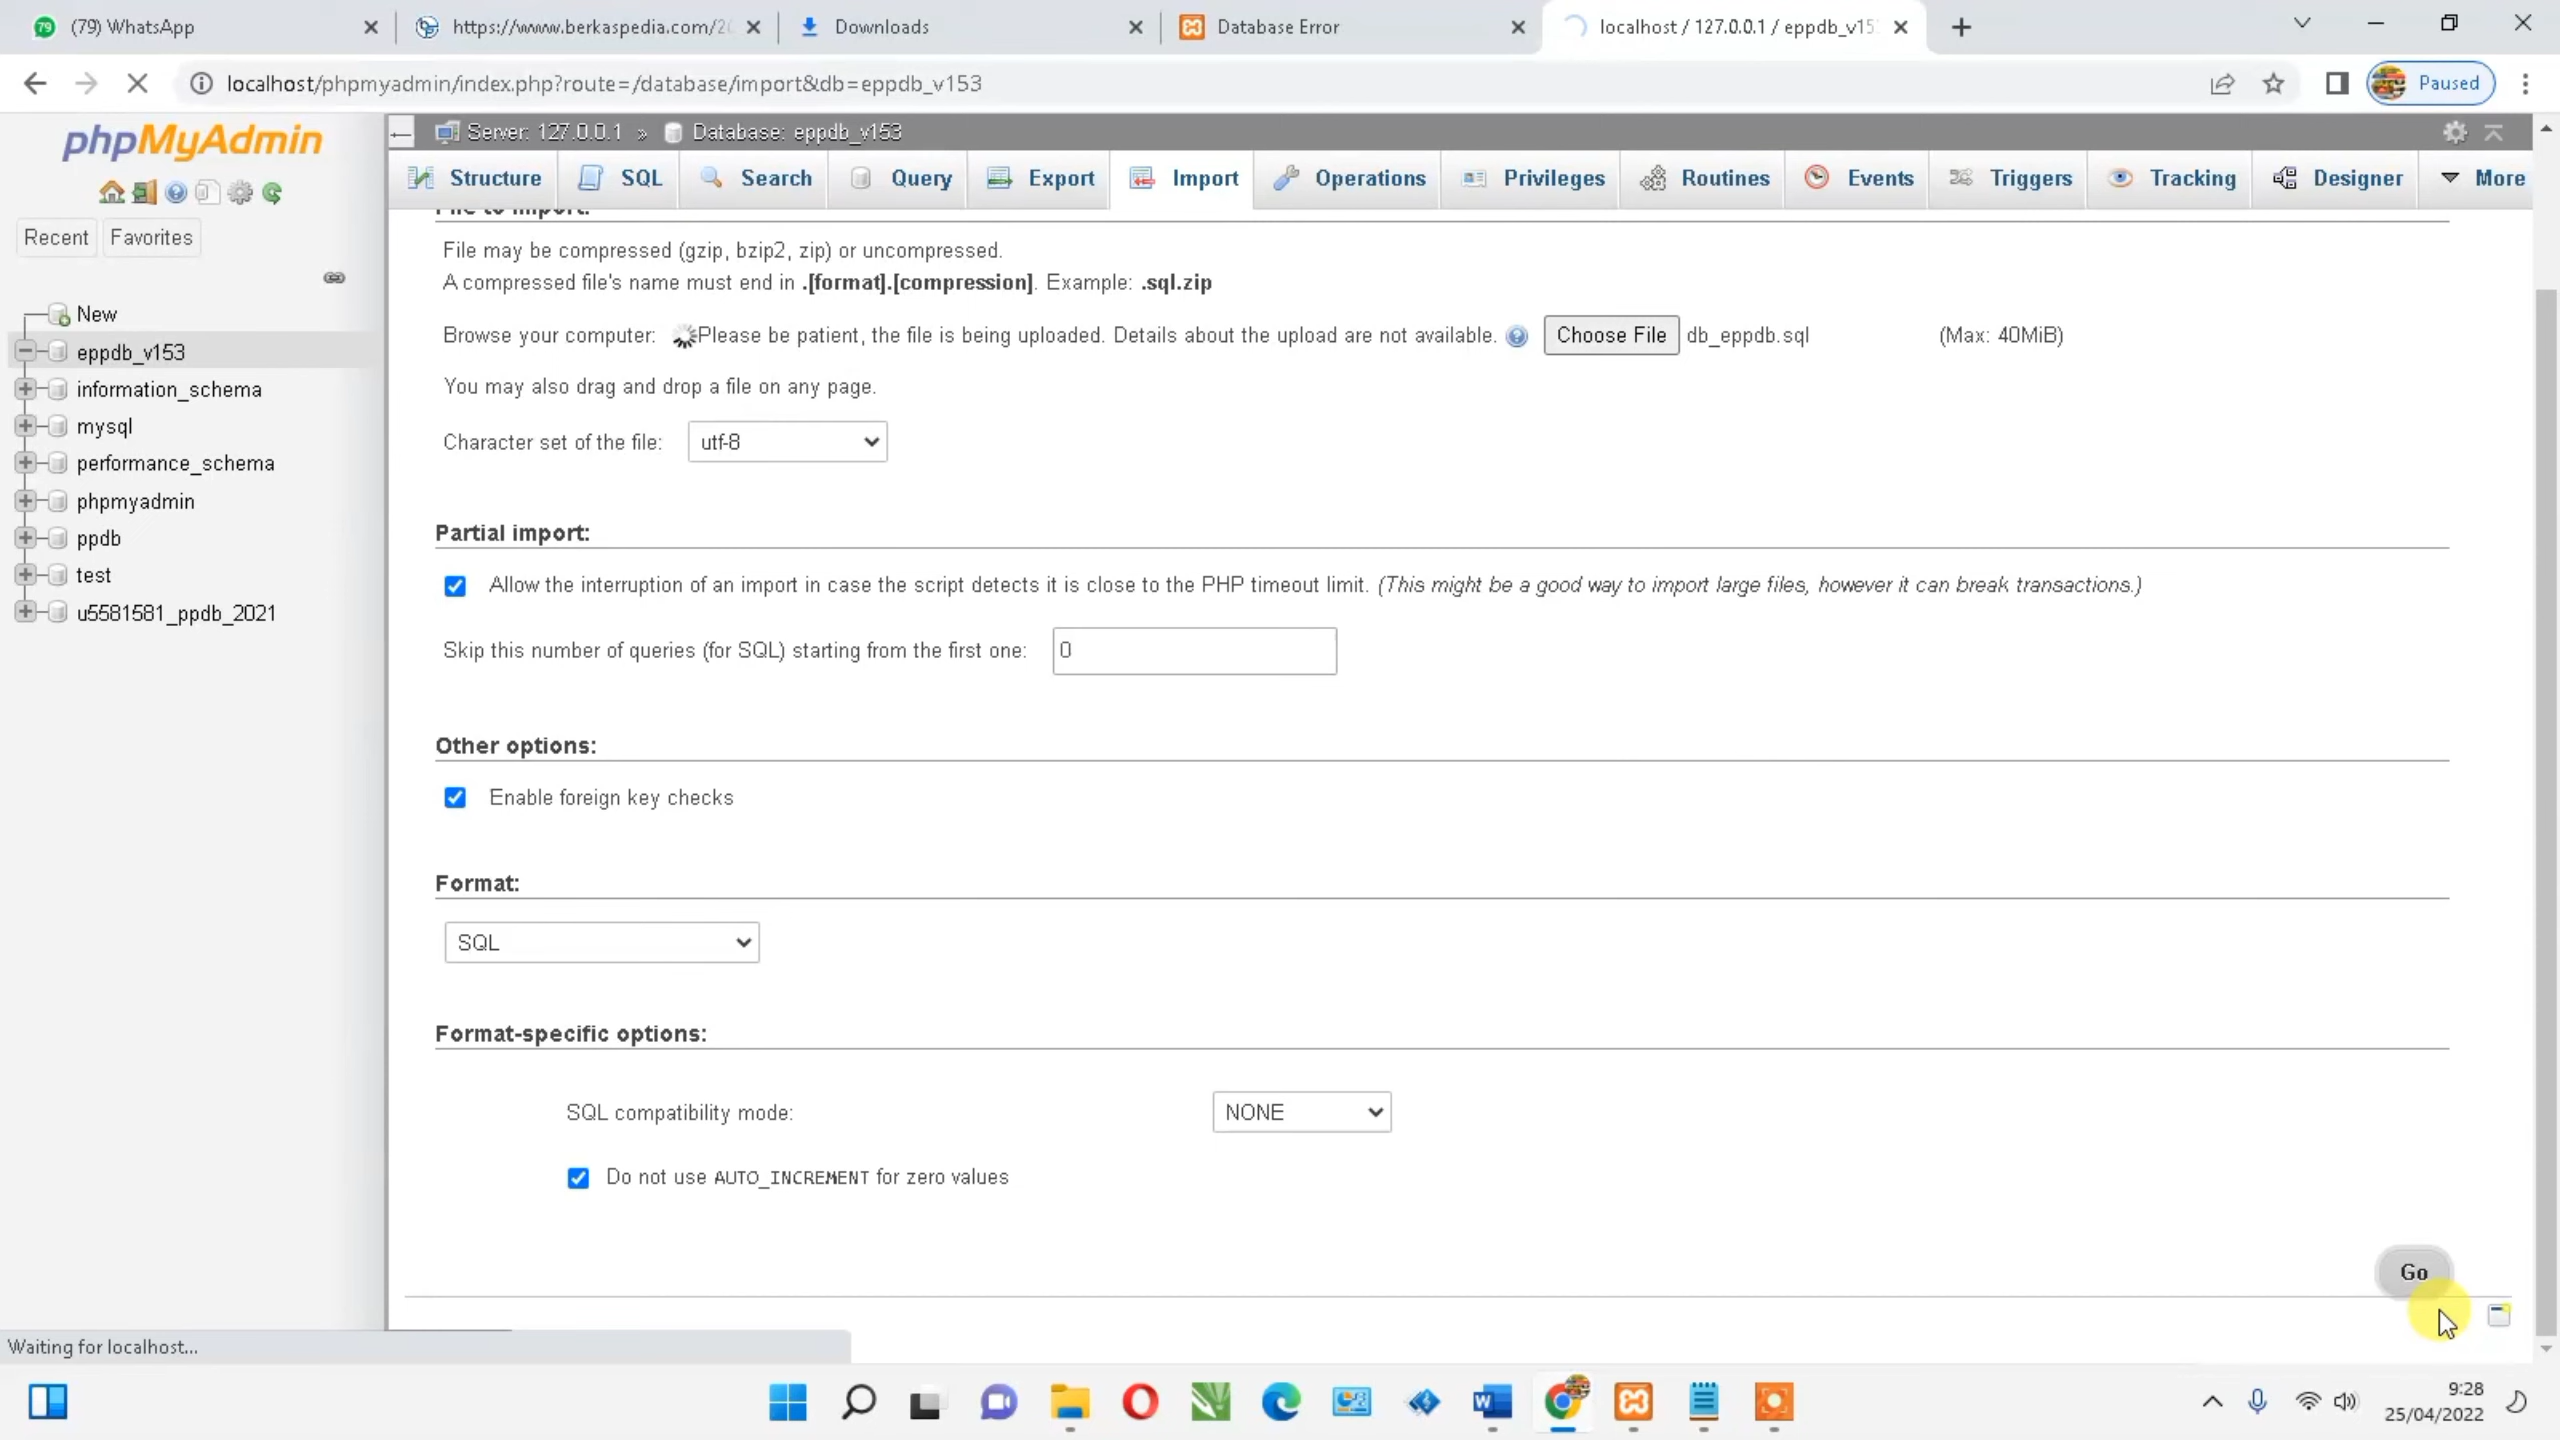 79 (79) WhatsApp
https://www.berkaspedia.com/20
Downloads
Database Error
localhost / 127.0.0.1 / eppdb_v15
localhost/phpmyadmin/index.php?route=/database/import&db=eppdb_v153
Paused
phpMyAdmin
Server: 127.0.0.1 » Database: eppdb_v153
Structure SQL Search Query Export Import Operations Privileges Routines Events Triggers Tracking Designer More
Recent Favorites
New
eppdb_v153
information_schema
mysql
performance_schema
phpmyadmin
ppdb
test
u5581581_ppdb_2021
File to import:
File may be compressed (gzip, bzip2, zip) or uncompressed.
A compressed file's name must end in .[format].[compression]. Example: .sql.zip
Browse your computer: Please be patient, the file is being uploaded. Details about the upload are not available. Choose File db_eppdb.sql (Max: 40MiB)
You may also drag and drop a file on any page.
Character set of the file: utf-8
Partial import:
Allow the interruption of an import in case the script detects it is close to the PHP timeout limit. (This might be a good way to import large files, however it can break transactions.)
Skip this number of queries (for SQL) starting from the first one: 0
Other options:
Enable foreign key checks
Format:
SQL
Format-specific options:
SQL compatibility mode: NONE
Do not use AUTO_INCREMENT for zero values
Go
Waiting for localhost...
9:28
25/04/2022